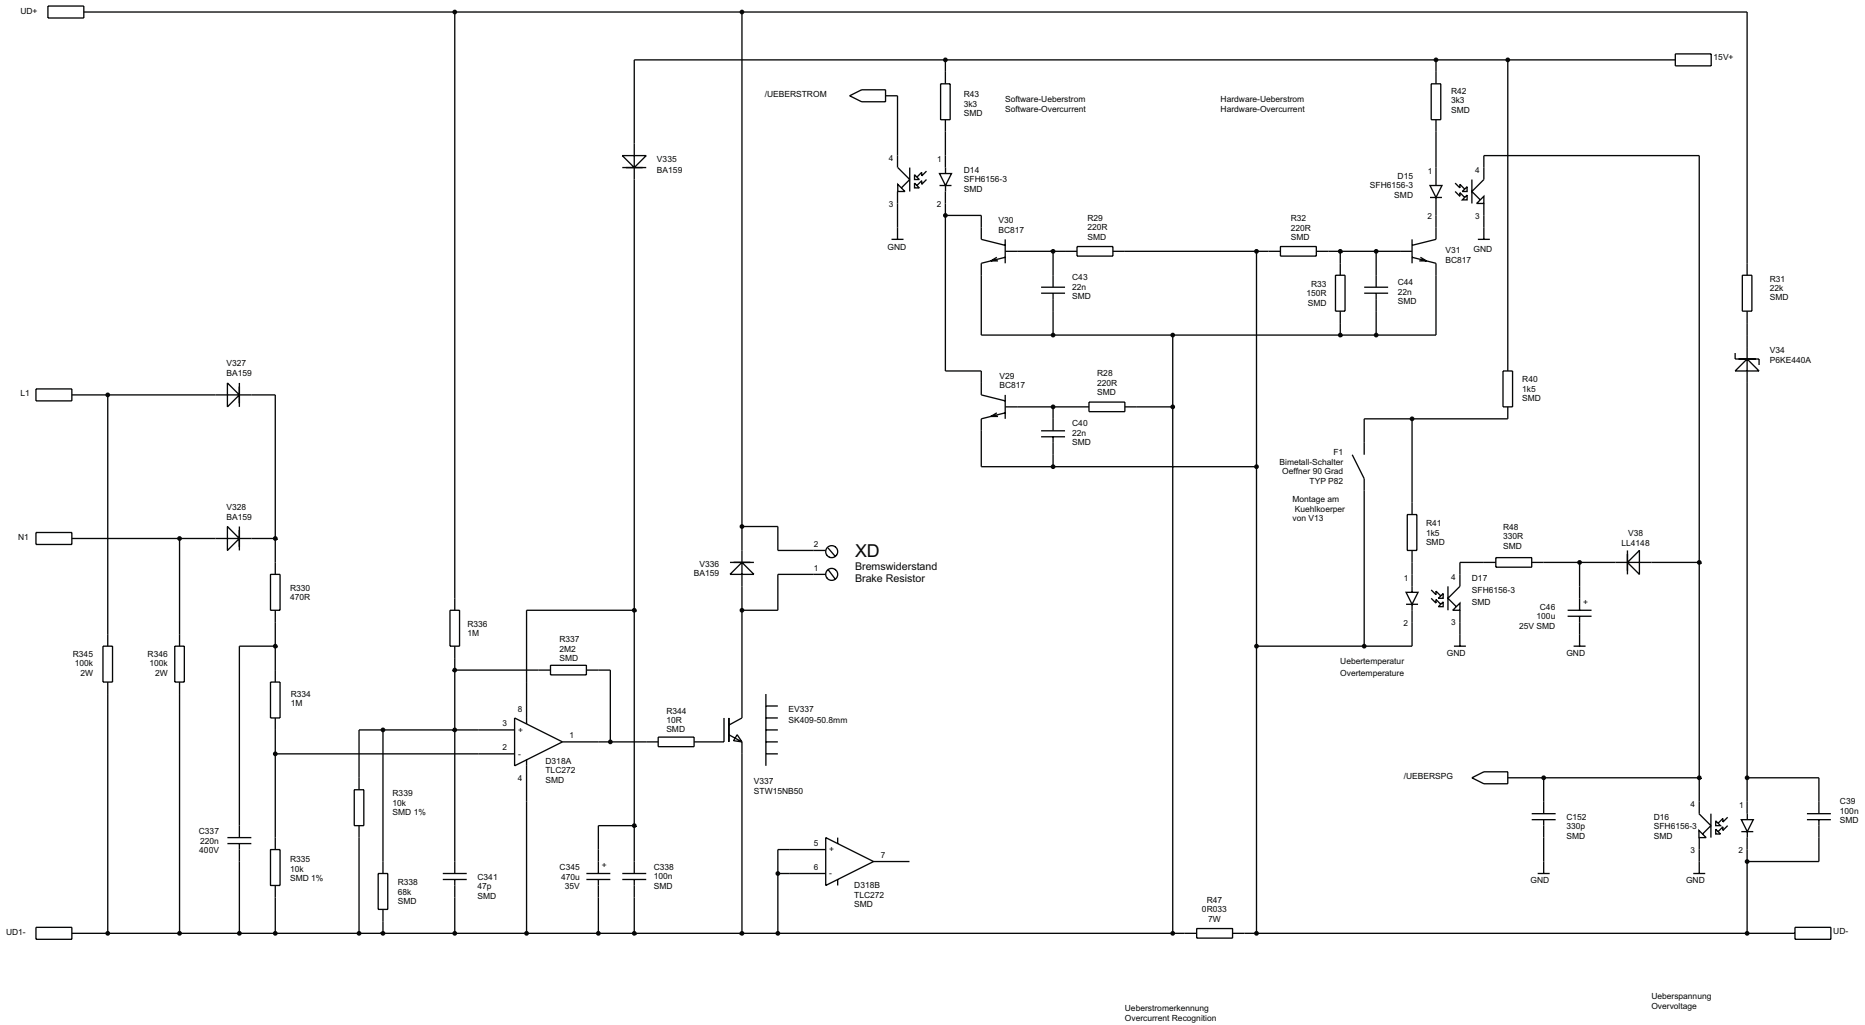 UD+
15V+
/UEBERSTROM
R43
3k3
SMD
Software-Ueberstrom
Software-Overcurrent
Hardware-Ueberstrom
Hardware-Overcurrent
R42
3k3
SMD
V335
BA159
4
3
GND
1
2
D14
SFH6156-3
SMD
D15
SFH6156-3
SMD
1
2
4
3
GND
V30
BC817
R29
220R
SMD
R32
220R
SMD
V31
BC817
C43
22n
SMD
R33
150R
SMD
C44
22n
SMD
R31
22k
SMD
V34
P6KE440A
L1
V327
BA159
V29
BC817
R28
220R
SMD
C40
22n
SMD
R40
1k5
SMD
F1
Bimetall-Schalter
Oeffner 90 Grad
TYP P82
Montage am
Kuehlkoerper
von V13
N1
V328
BA159
R41
1k5
SMD
R48
330R
SMD
V38
LL4148
V336
BA159
2
1
XD
Bremswiderstand
Brake Resistor
R330
470R
1
2
4
3
D17
SFH6156-3
SMD
GND
C46
100u
25V SMD
+
GND
R345
100k
2W
R346
100k
2W
R336
1M
R337
2M2
SMD
Uebertemperatur
Overtemperature
R334
1M
8
3
+
2
-
1
4
D318A
TLC272
SMD
R344
10R
SMD
EV337
SK409-50.8mm
V337
STW15NB50
/UEBERSPG
R339
10k
SMD 1%
C337
220n
400V
R335
10k
SMD 1%
R338
68k
SMD
C341
47p
SMD
C345
470u
35V
+
C338
100n
SMD
5
+
6
-
7
D318B
TLC272
SMD
C152
330p
SMD
GND
D16
SFH6156-3
SMD
4
3
GND
1
2
C39
100n
SMD
R47
0R033
7W
UD1-
UD-
Ueberstromerkennung
Overcurrent Recognition
Ueberspannung
Overvoltage